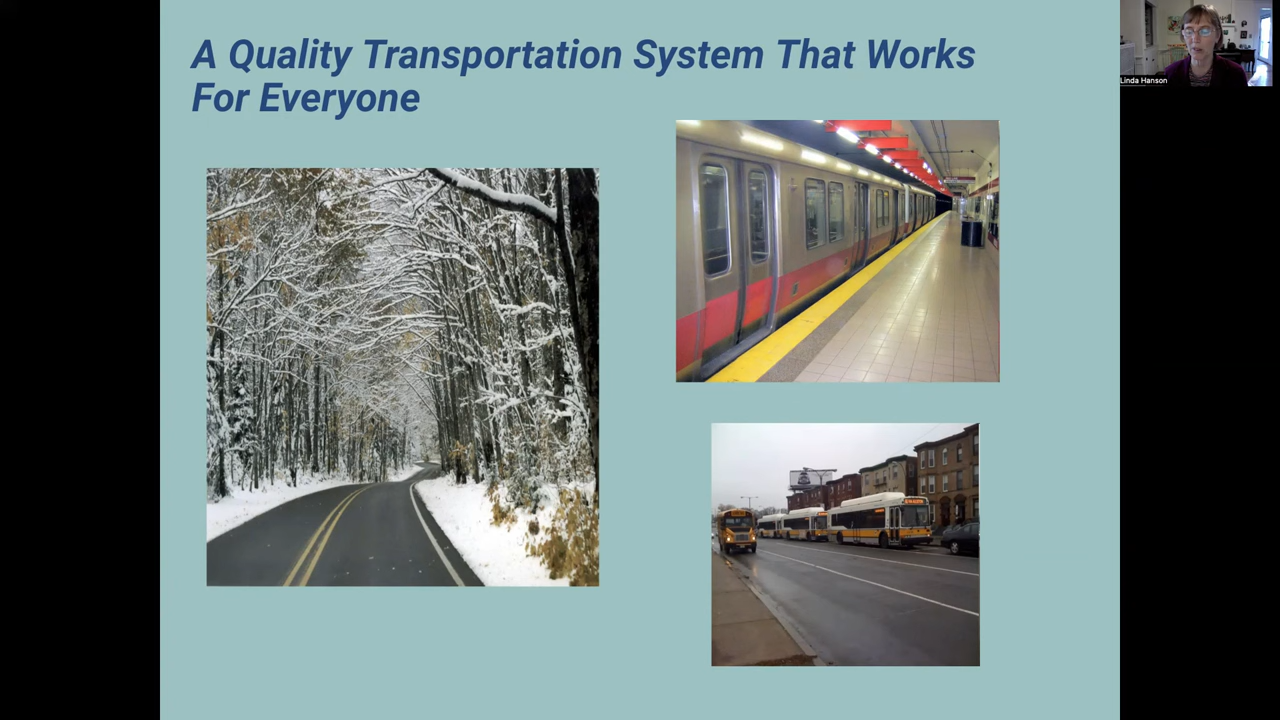 A Quality Transportation System That Works
For Everyone
Linda Hanson